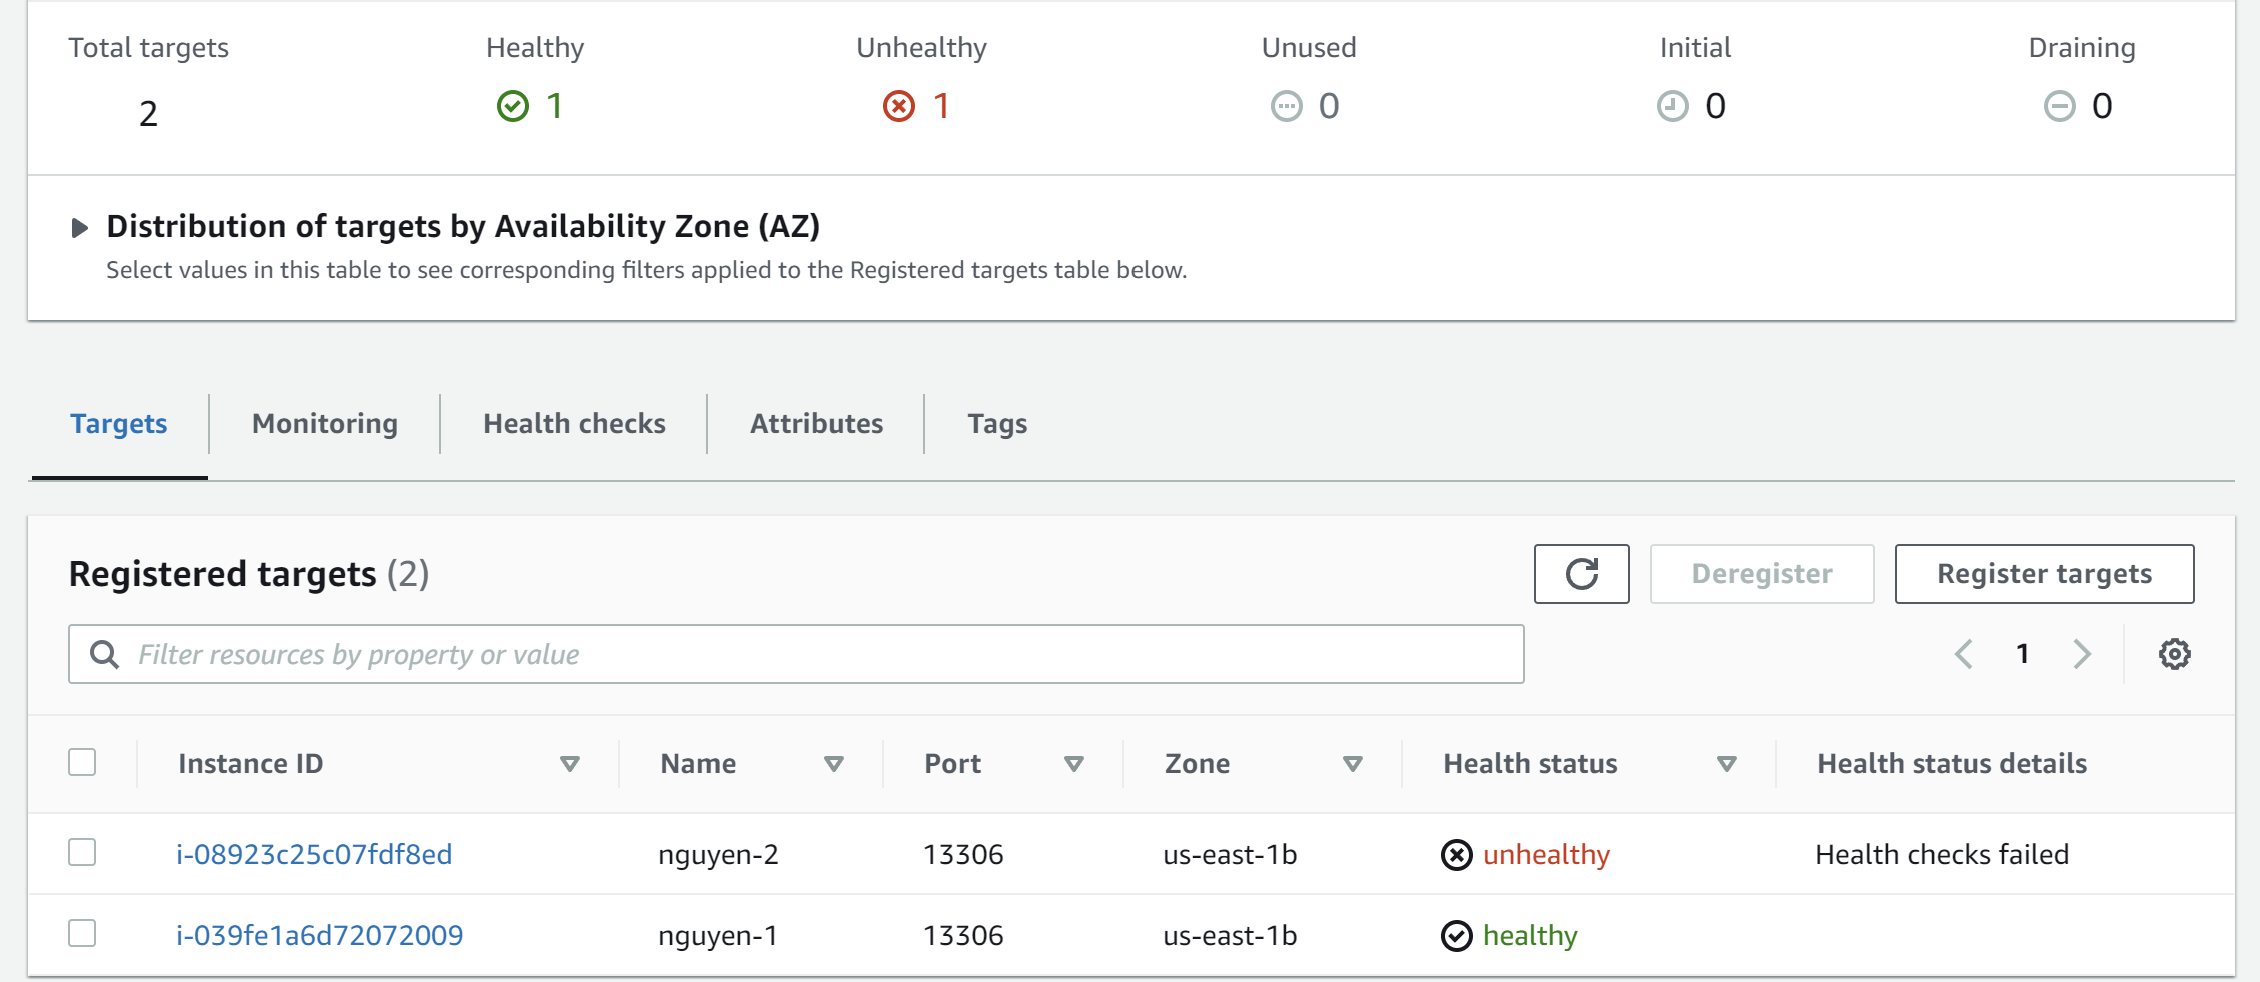 Total targets Healthy Unhealthy Unused Initial Draining
2 1 1 0 0 0
Distribution of targets by Availability Zone (AZ)
Select values in this table to see corresponding filters applied to the Registered targets table below.
Targets Monitoring Health checks Attributes Tags
Registered targets (2) Deregister Register targets
Filter resources by property or value 1
Instance ID Name Port Zone Health status Health status details
i-08923c25c07fdf8ed nguyen-2 13306 us-east-1b unhealthy Health checks failed
i-039fe1a6d72072009 nguyen-1 13306 us-east-1b healthy